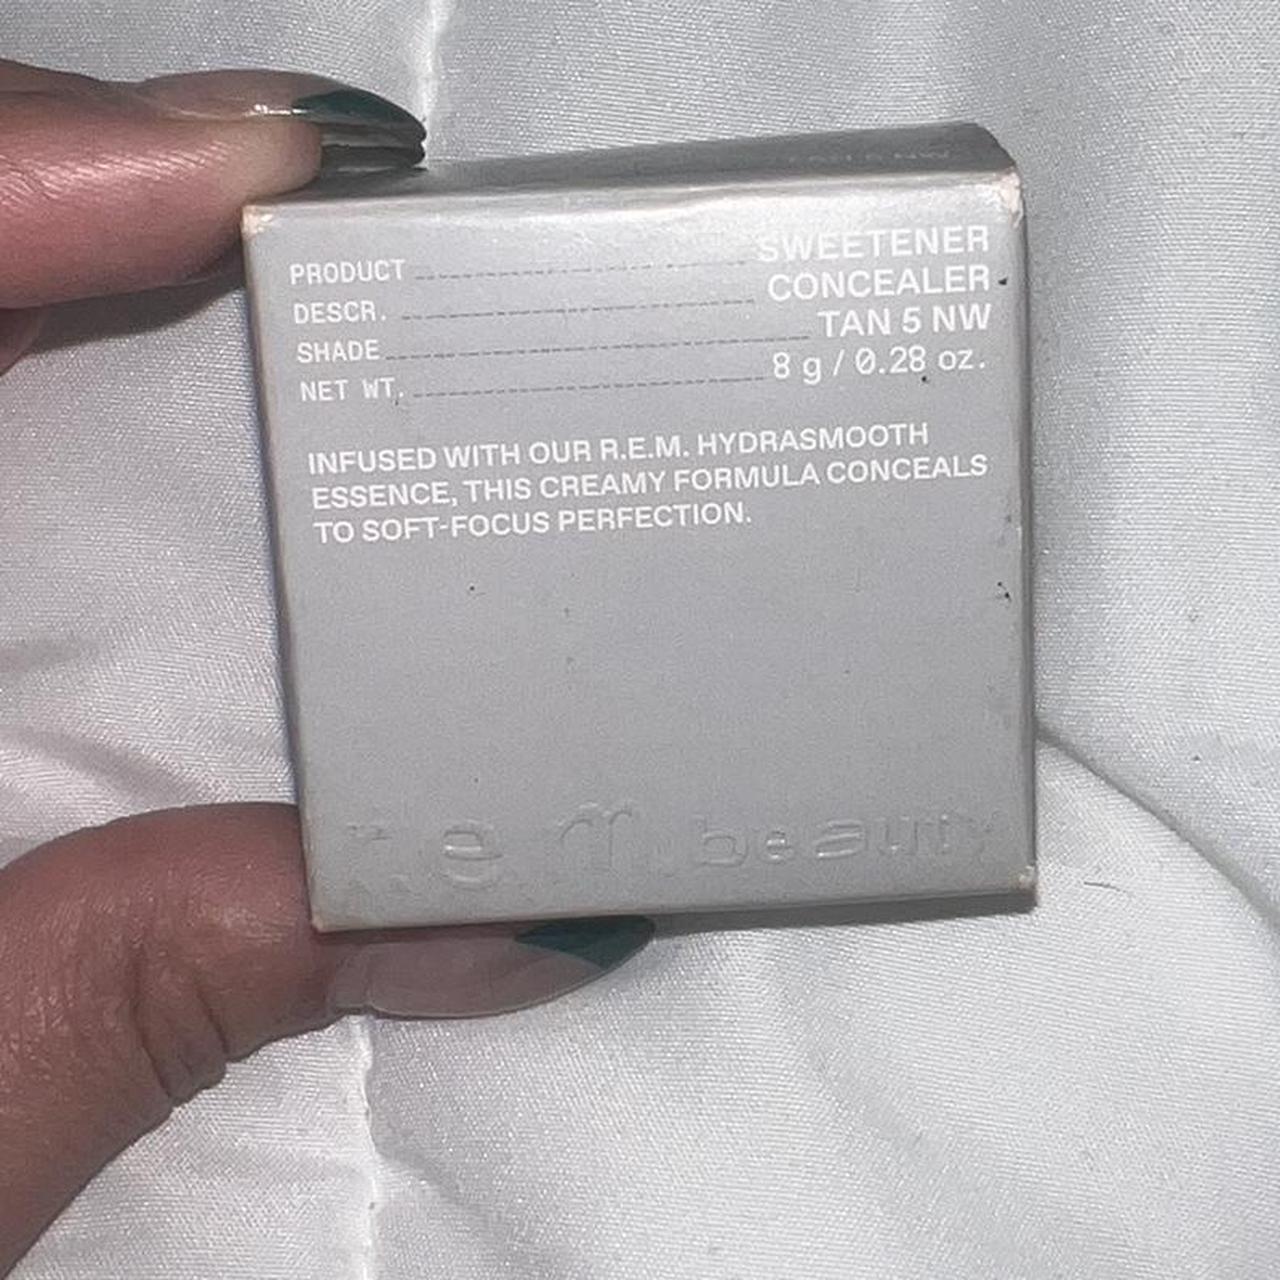 PRODUCT SWEETENER
DESCR. CONCEALER
SHADE TAN 5 NW
NET WT. 8 g / 0.28 oz.
INFUSED WITH OUR R.E.M. HYDRASMOOTH
ESSENCE, THIS CREAMY FORMULA CONCEALS
TO SOFT-FOCUS PERFECTION.
r.e.m. beauty